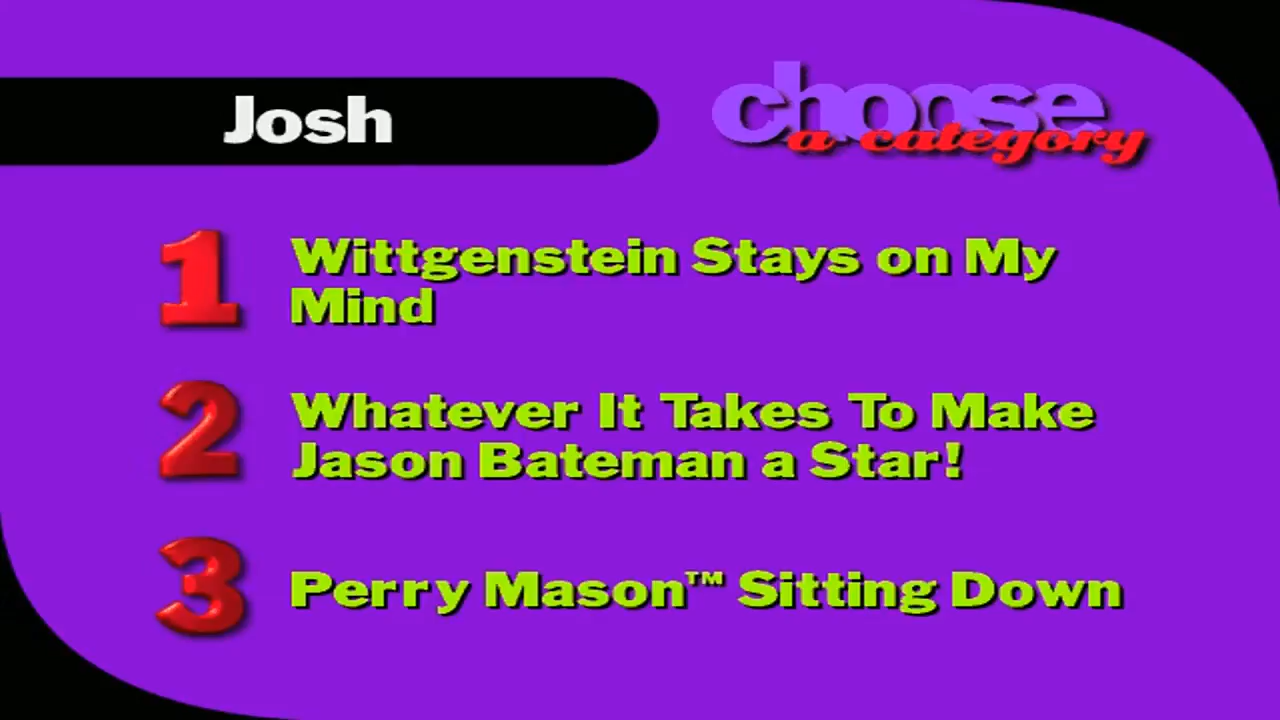 Josh
choose
a category
1
Wittgenstein Stays on My
Mind
2
Whatever It Takes To Make
Jason Bateman a Star!
3
Perry Mason™ Sitting Down